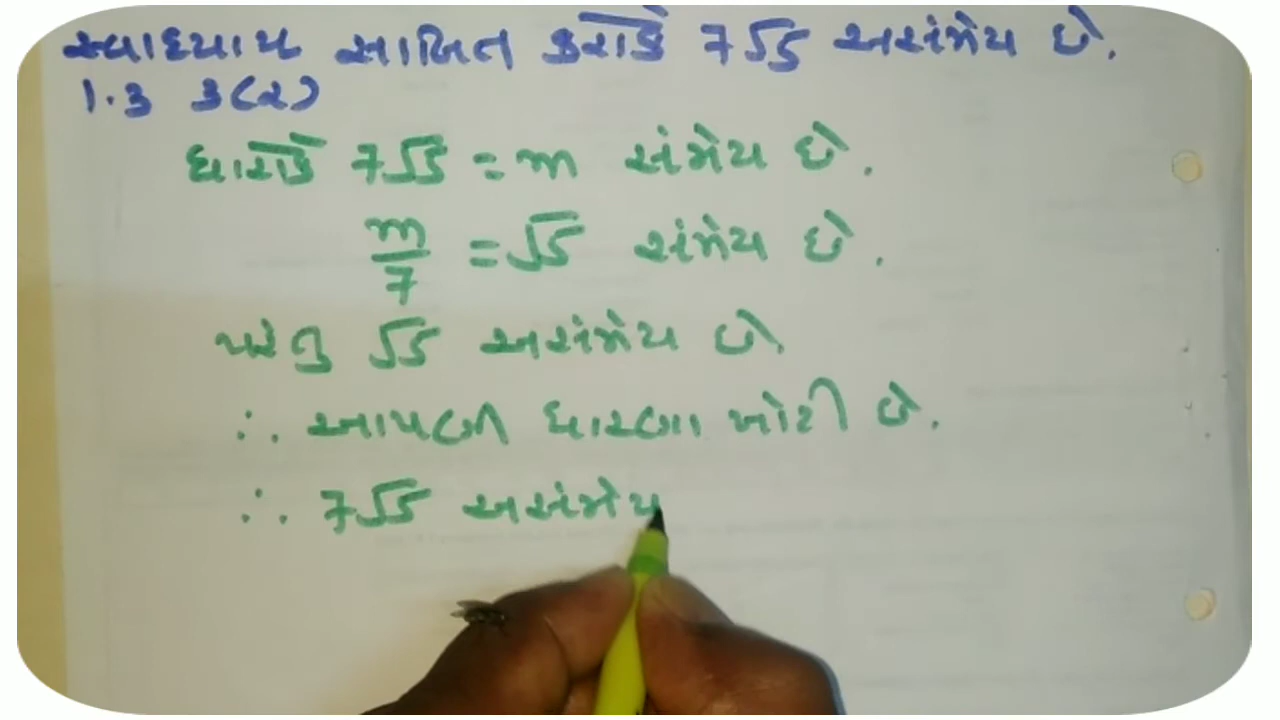 સ્વાધ્યાય સાબિત કરોકે 7√5 અસંમેય છે.
1.3 3(2)
ધારોકે 7√5 = m સંમેય છે.
m/7 = √5 સંમેય છે.
પરંતુ √5 અસંમેય છે.
∴ આપણી ધારણા ખોટી છે.
∴ 7√5 અસંમેય